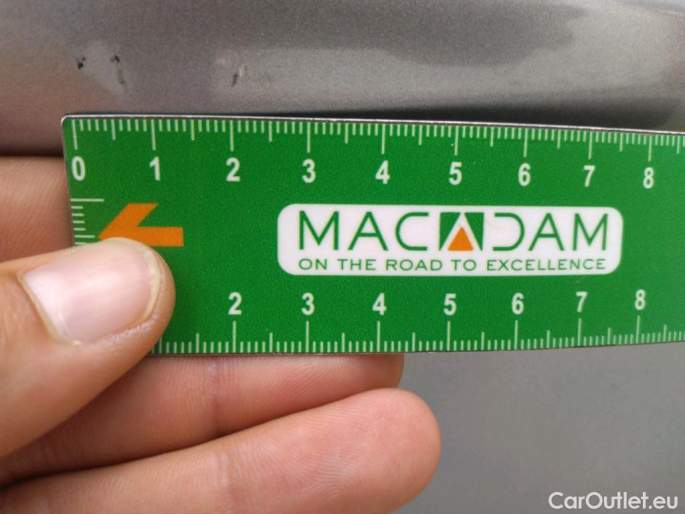 0 1 2 3 4 5 6 7 8
MACADAM
ON THE ROAD TO EXCELLENCE
2 3 4 5 6 7 8
CarOutlet.eu